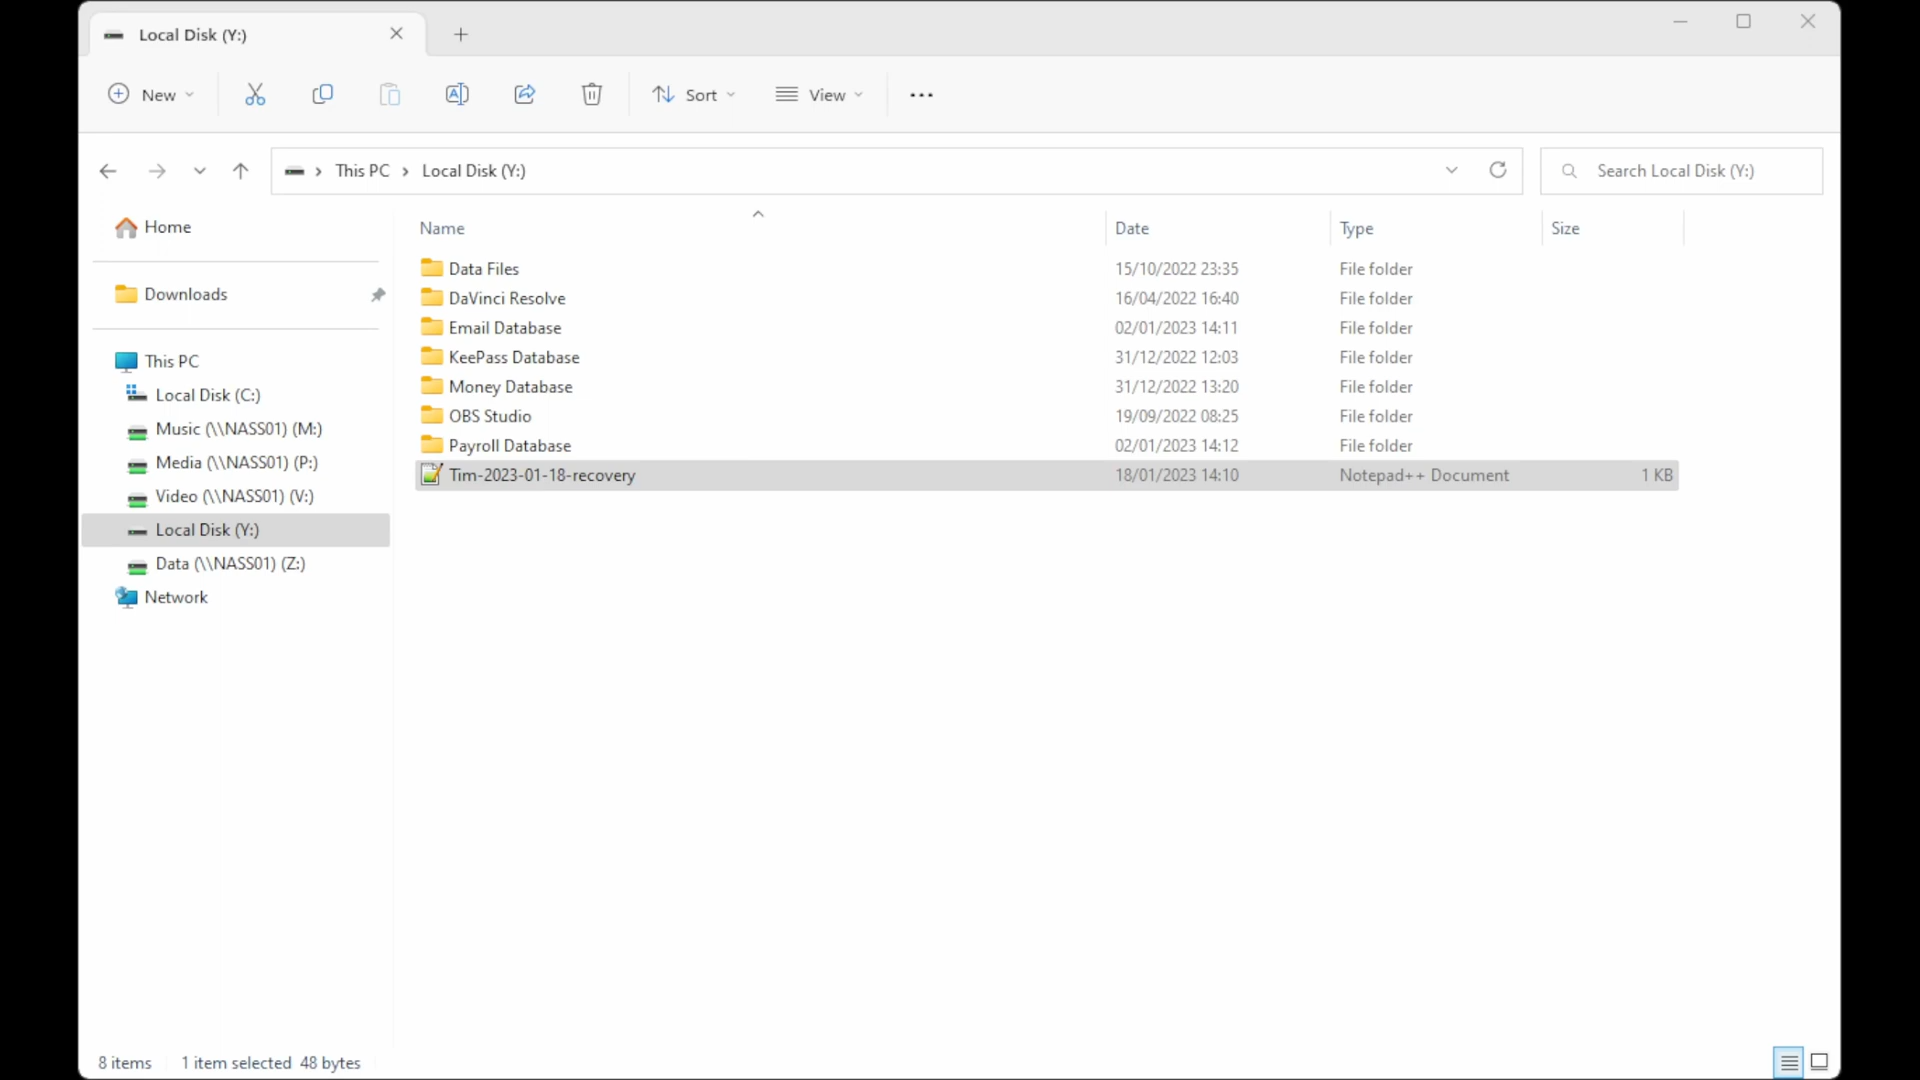 Local Disk (Y:)
New
Sort
View
This PC
Local Disk (Y:)
Search Local Disk (Y:)
Home
Downloads
This PC
Local Disk (C:)
Music (\\NASS01) (M:)
Media (\\NASS01) (P:)
Video (\\NASS01) (V:)
Local Disk (Y:)
Data (\\NASS01) (Z:)
Network
Name Date Type Size
Data Files 15/10/2022 23:35 File folder
DaVinci Resolve 16/04/2022 16:40 File folder
Email Database 02/01/2023 14:11 File folder
KeePass Database 31/12/2022 12:03 File folder
Money Database 31/12/2022 13:20 File folder
OBS Studio 19/09/2022 08:25 File folder
Payroll Database 02/01/2023 14:12 File folder
Tim-2023-01-18-recovery 18/01/2023 14:10 Notepad++ Document 1 KB
8 items 1 item selected 48 bytes